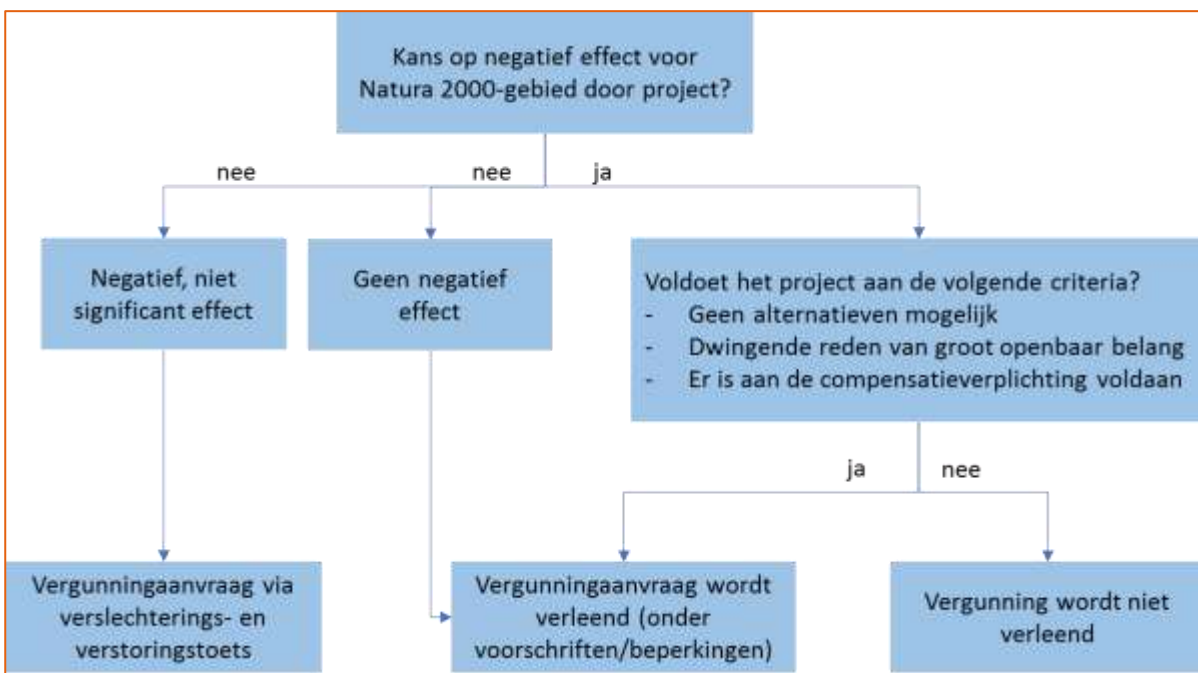 Kans op negatief effect voor
Natura 2000-gebied door project?
nee
nee
ja
Negatief, niet
significant effect
Geen negatief
effect
Voldoet het project aan de volgende criteria?
- Geen alternatieven mogelijk
- Dwingende reden van groot openbaar belang
- Er is aan de compensatieverplichting voldaan
ja
nee
Vergunningaanvraag via
verslechterings- en
verstoringstoets
Vergunningaanvraag wordt
verleend (onder
voorschriften/beperkingen)
Vergunning wordt niet
verleend